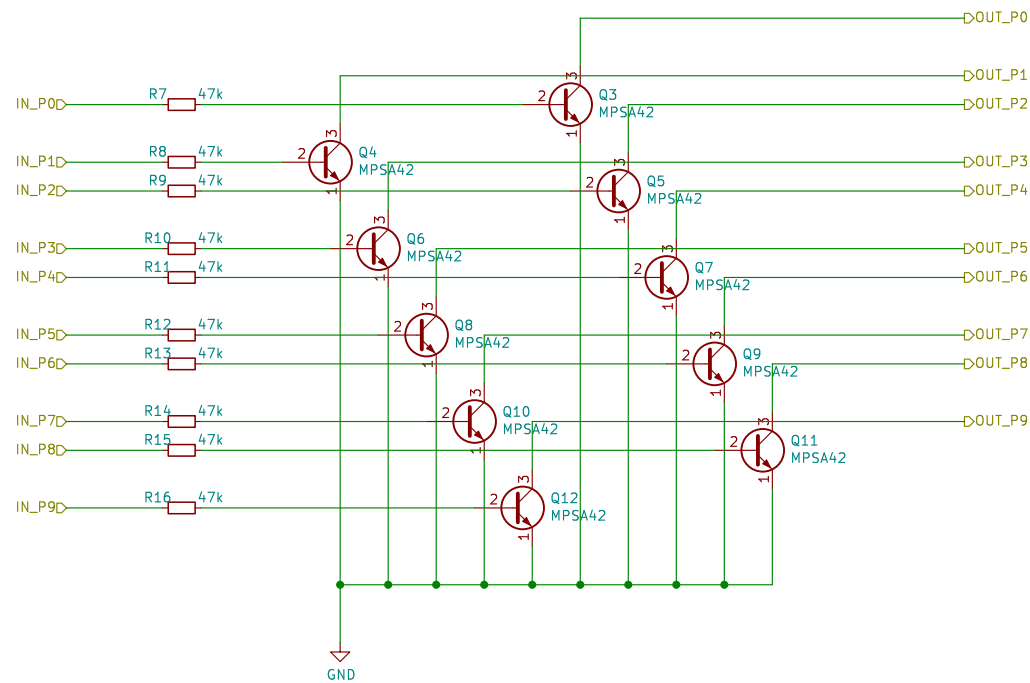 OUT_P0
3
OUT_P1
R7 47k
2
Q3
OUT_P2
IN_P0
MPSA42
3
1
R8 47k
2
Q4
3
OUT_P3
IN_P1
MPSA42
R9 47k
2
Q5
IN_P2
1
MPSA42
OUT_P4
3
1
R10 47k
2
Q6
3
OUT_P5
IN_P3
MPSA42
R11 47k
2
Q7
IN_P4
1
MPSA42
OUT_P6
3
1
R12 47k
2
Q8
3
OUT_P7
IN_P5
MPSA42
R13 47k
2
Q9
IN_P6
1
MPSA42
OUT_P8
3
1
R14 47k
2
Q10
3
OUT_P9
IN_P7
MPSA42
R15 47k
2
Q11
IN_P8
1
MPSA42
3
1
R16 47k
2
Q12
IN_P9
MPSA42
1
GND